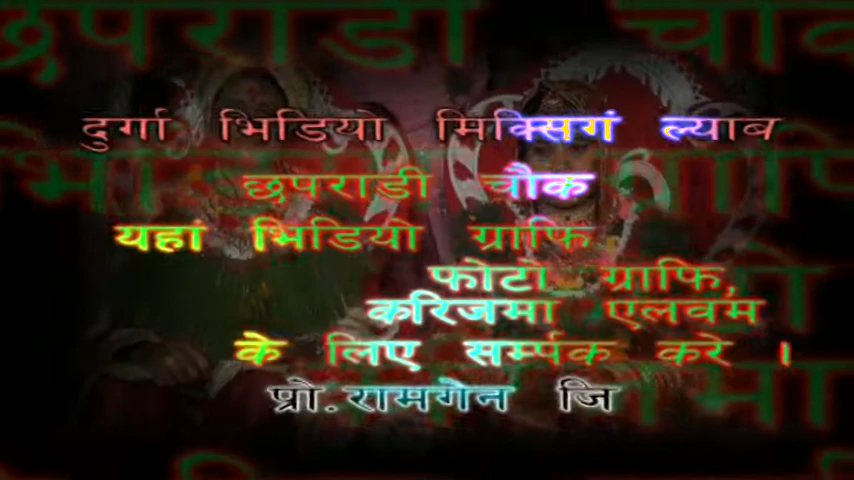 दुर्गा भिडियो मिक्सिगं ल्याब
छपराडी चौक
यहां भिडियो ग्राफि
फोटो ग्राफि,
करिजमा एलवम
के लिए सर्म्पक करे ।
प्रो. रामगेन जि